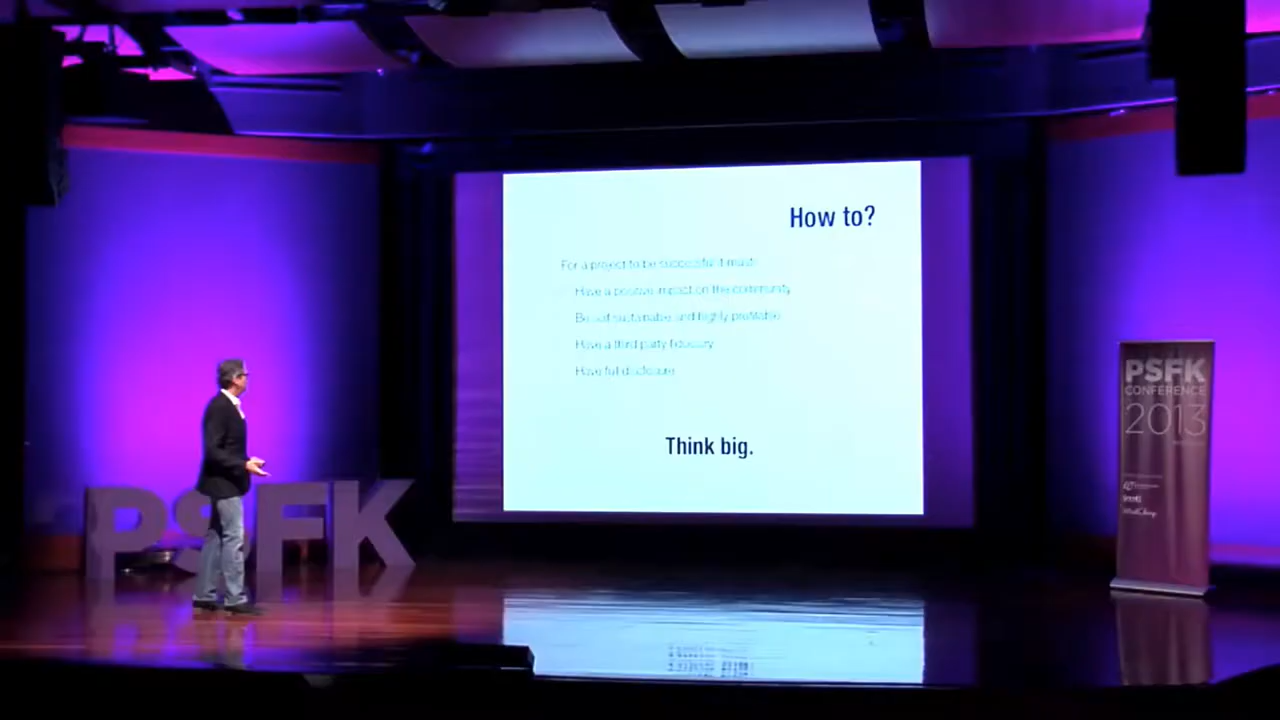 How to?
For a project to be successful it must:
Have a positive impact on the community
Be self sustainable and highly profitable
Have a third party fiduciary
Have full disclosure
Think big.
PSFK
PSFK
CONFERENCE
2013